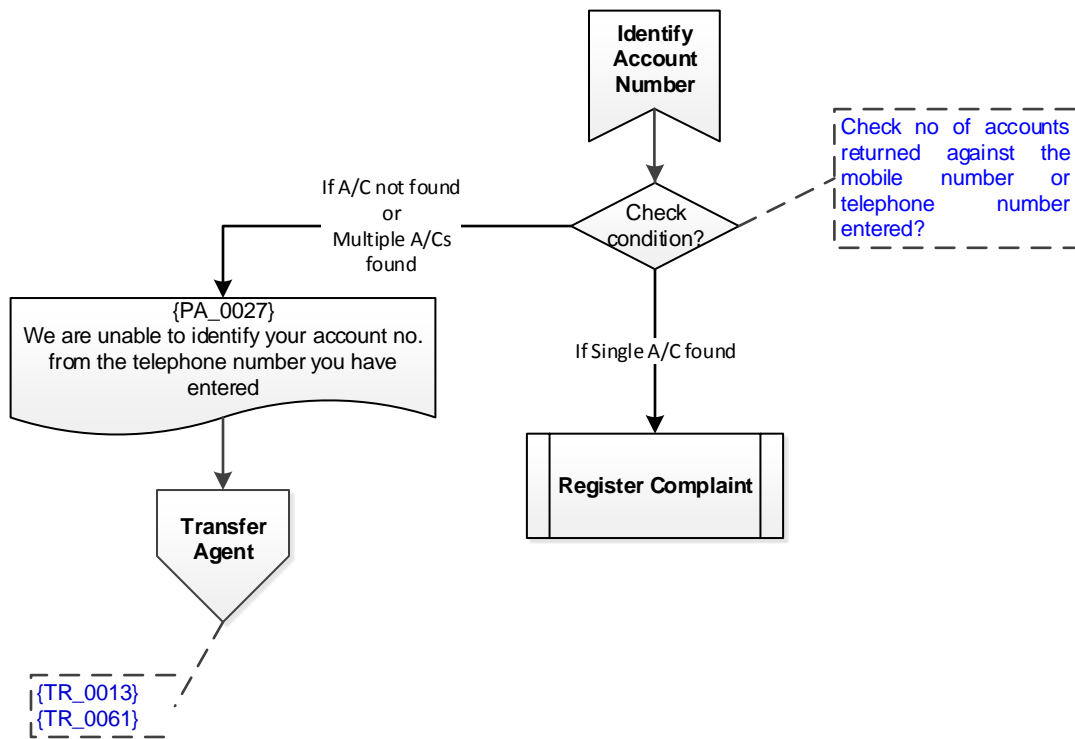 Identify
Account
Number
Check no of accounts
returned against the
mobile number or
telephone number
entered?
If A/C not found
or
Multiple A/Cs
found
Check
condition?
{PA_0027}
We are unable to identify your account no.
from the telephone number you have
entered
If Single A/C found
Register Complaint
Transfer
Agent
{TR_0013}
{TR_0061}